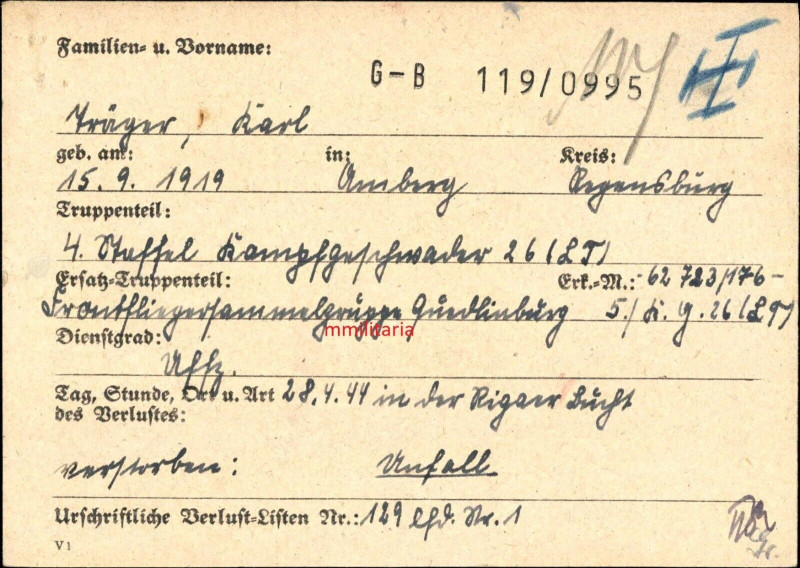 Familien- u. Vorname:
G-B 119/0995
Träger, Karl
geb. am: in: Kreis:
15. 9. 1919 Amberg Regensburg
Truppenteil:
4. Staffel Kampfgeschwader 26 (LT)
Ersatz-Truppenteil: Erk.-M.: -62 723/176-
Frontfliegersammelgruppe Quedlinburg 5./K.G. 26 (LT)
mmilitaria
Dienstgrad:
Uffz.
Tag, Stunde, Ort u. Art 28.4.44 in der Rigaer Bucht
des Verlustes:
verstorben: Unfall
Urschriftliche Verlust-Listen Nr.: 129 lfd. Nr. 1
V 1